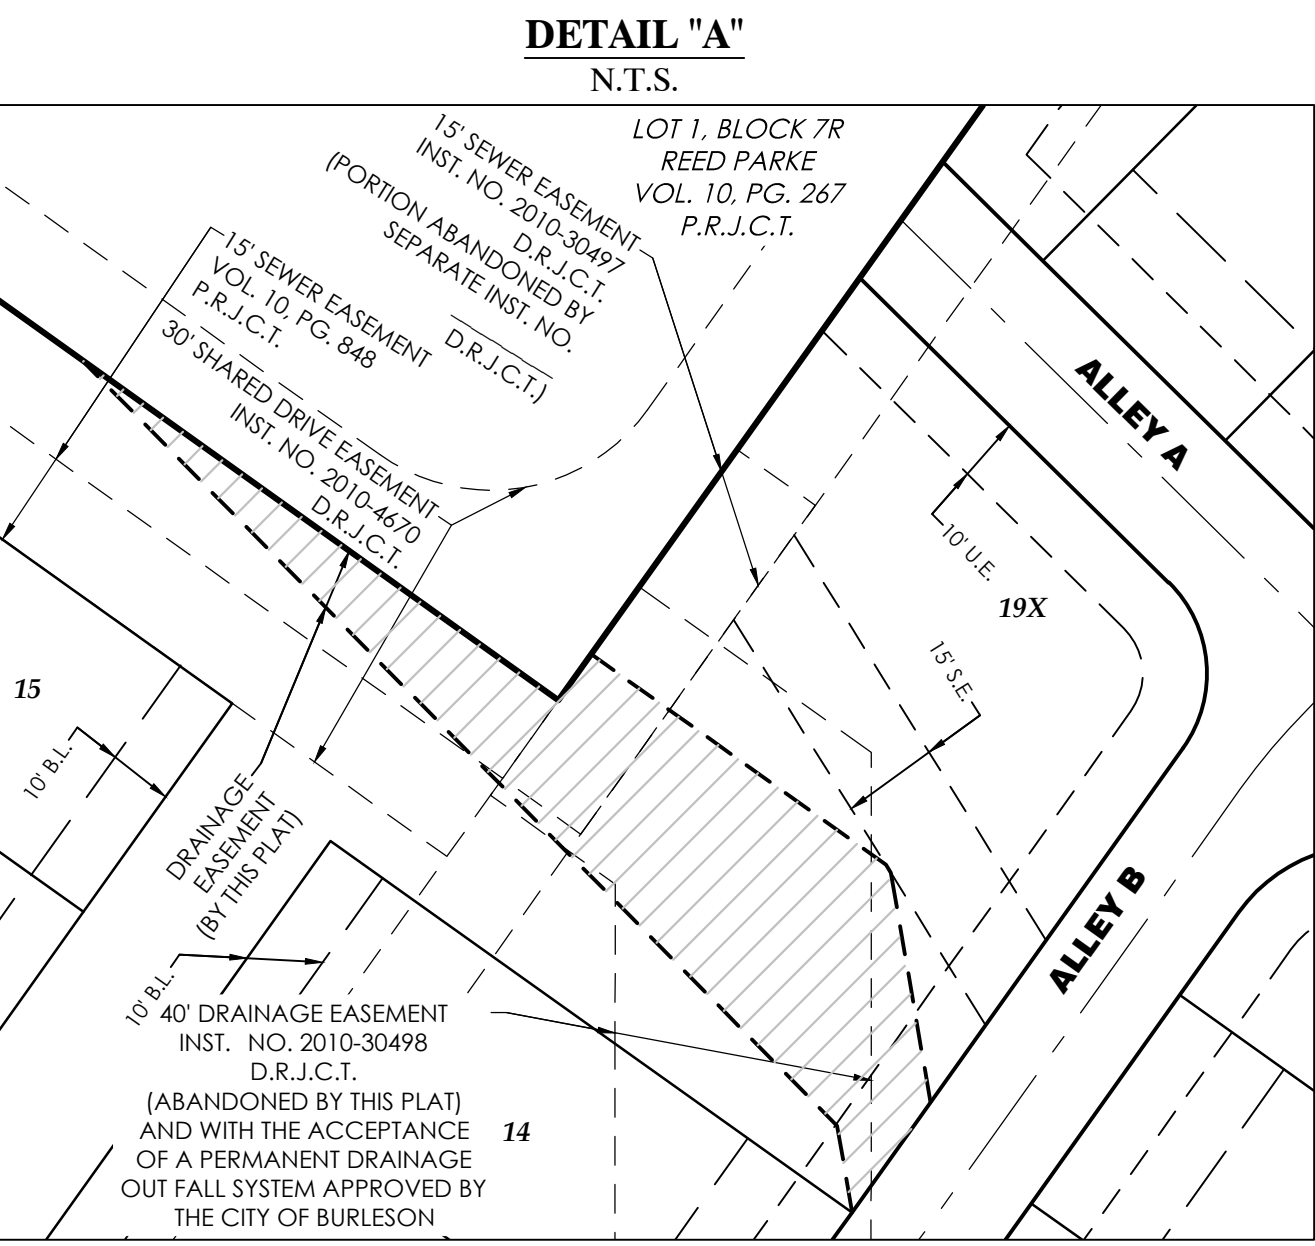 DETAIL "A"
N.T.S.
LOT 1, BLOCK 7R
REED PARKE
VOL. 10, PG. 267
P.R.J.C.T.
15' SEWER EASEMENT
INST. NO. 2010-30497
D.R.J.C.T.
(PORTION ABANDONED BY
SEPARATE INST. NO.
D.R.J.C.T.)
15' SEWER EASEMENT
VOL. 10, PG. 848
P.R.J.C.T.
30' SHARED DRIVE EASEMENT
INST. NO. 2010-4670
D.R.J.C.T.
ALLEY A
10' U.E.
19X
15' S.E.
15
10' B.L.
DRAINAGE
EASEMENT
(BY THIS PLAT)
ALLEY B
10' B.L.
40' DRAINAGE EASEMENT
INST. NO. 2010-30498
D.R.J.C.T.
(ABANDONED BY THIS PLAT)
AND WITH THE ACCEPTANCE
OF A PERMANENT DRAINAGE
OUT FALL SYSTEM APPROVED BY
THE CITY OF BURLESON
14